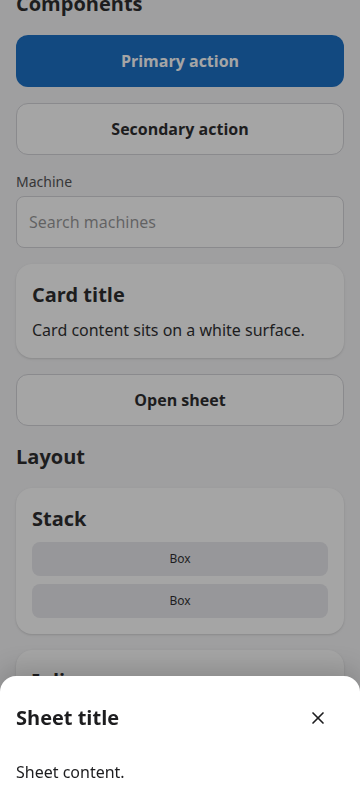 Components
Primary action
Secondary action
Machine
Search machines
Card title
Card content sits on a white surface.
Open sheet
Layout
Stack
Box
Box
Sheet title
Sheet content.